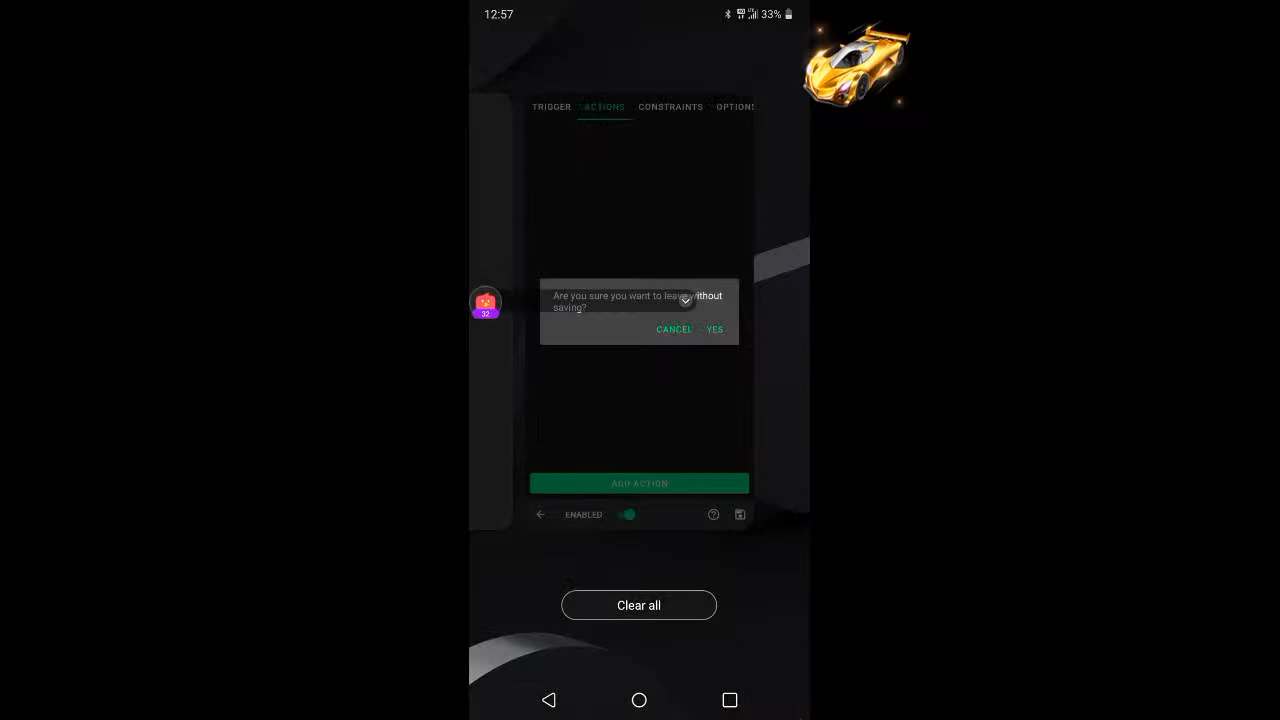 12:57
33%
TRIGGER ACTIONS CONSTRAINTS OPTIONS
Are you sure you want to leave without
saving?
CANCEL YES
32
ADD ACTION
ENABLED
Clear all